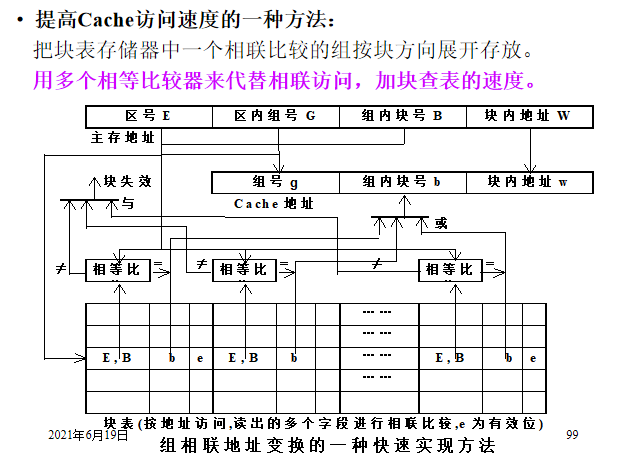 • 提高Cache访问速度的一种方法：
把块表存储器中一个相联比较的组按块方向展开存放。
用多个相等比较器来代替相联访问，加块查表的速度。
区号 E 区内组号 G 组内块号 B 块内地址 W
主存地址
块失效 组号 g 组内块号 b 块内地址 w
与 Cache 地址
或
≠ 相等比 = ≠ 相等比 = ≠ 相等比 =
... ...
... ...
E , B b e E , B b E , B b e
... ...
块表(按地址访问,读出的多个字段进行相联比较,e 为有效位)
2021年6月19日 99
组相联地址变换的一种快速实现方法